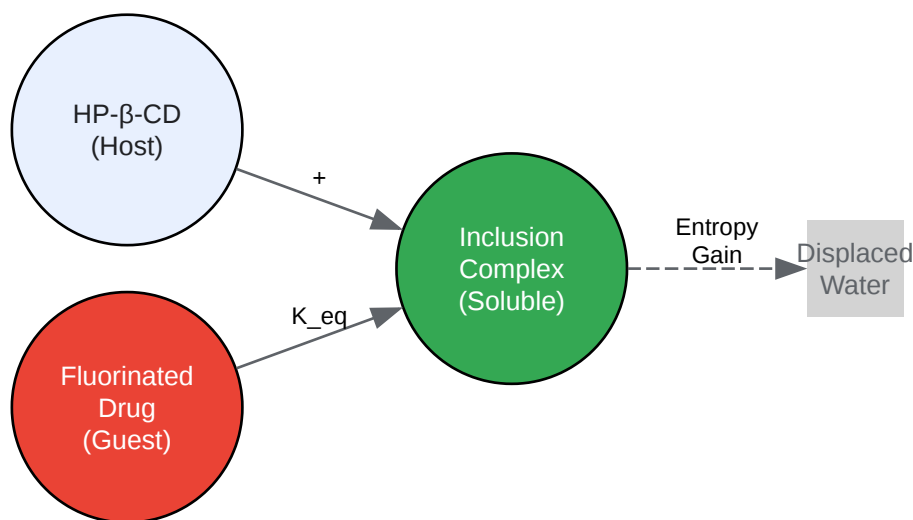 HP-β-CD
(Host)
+
Inclusion
Complex
(Soluble)
Entropy
Gain
Displaced
Water
K_eq
Fluorinated
Drug
(Guest)